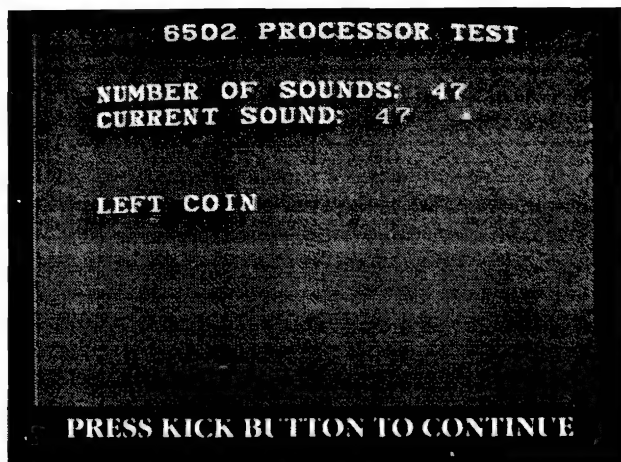 6502 PROCESSOR TEST
NUMBER OF SOUNDS: 47
CURRENT SOUND: 47
LEFT COIN
PRESS KICK BUTTON TO CONTINUE